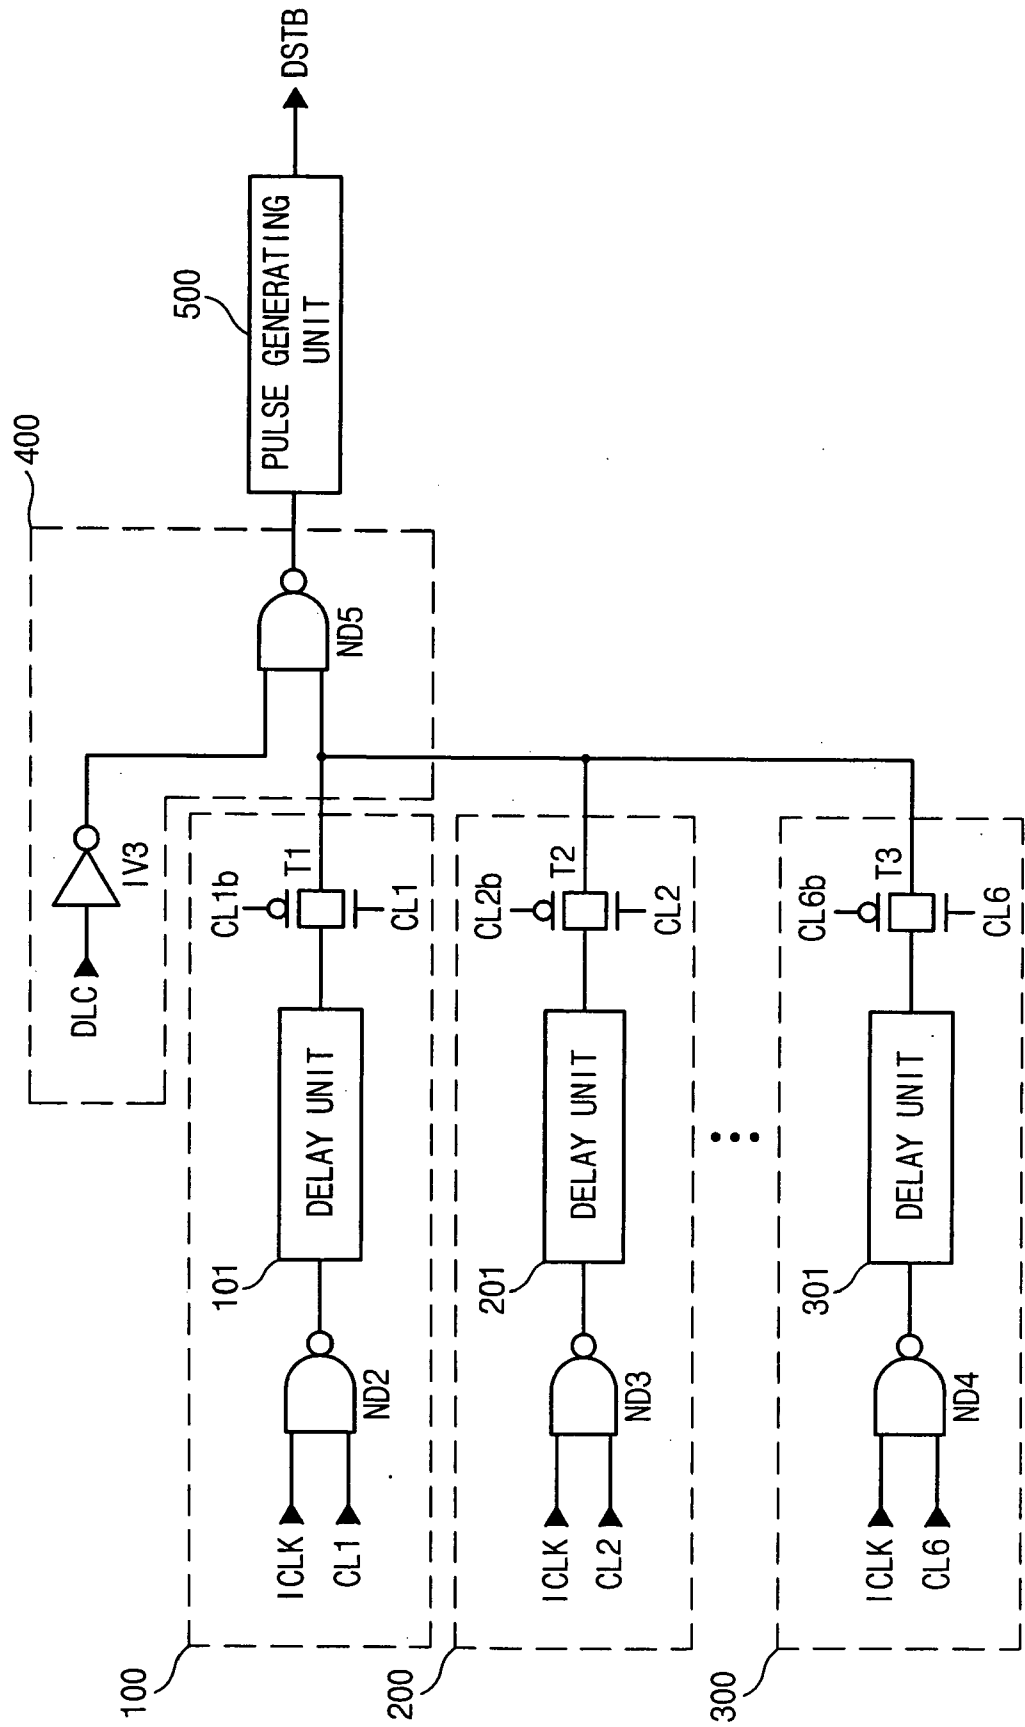 DLC
IV3
400
ND5
500
PULSE GENERATING
UNIT
DSTB
100
ICLK
CL1
ND2
101
DELAY UNIT
CL1b
T1
CL1
200
ICLK
CL2
ND3
201
DELAY UNIT
CL2b
T2
CL2
300
ICLK
CL6
ND4
301
DELAY UNIT
CL6b
T3
CL6